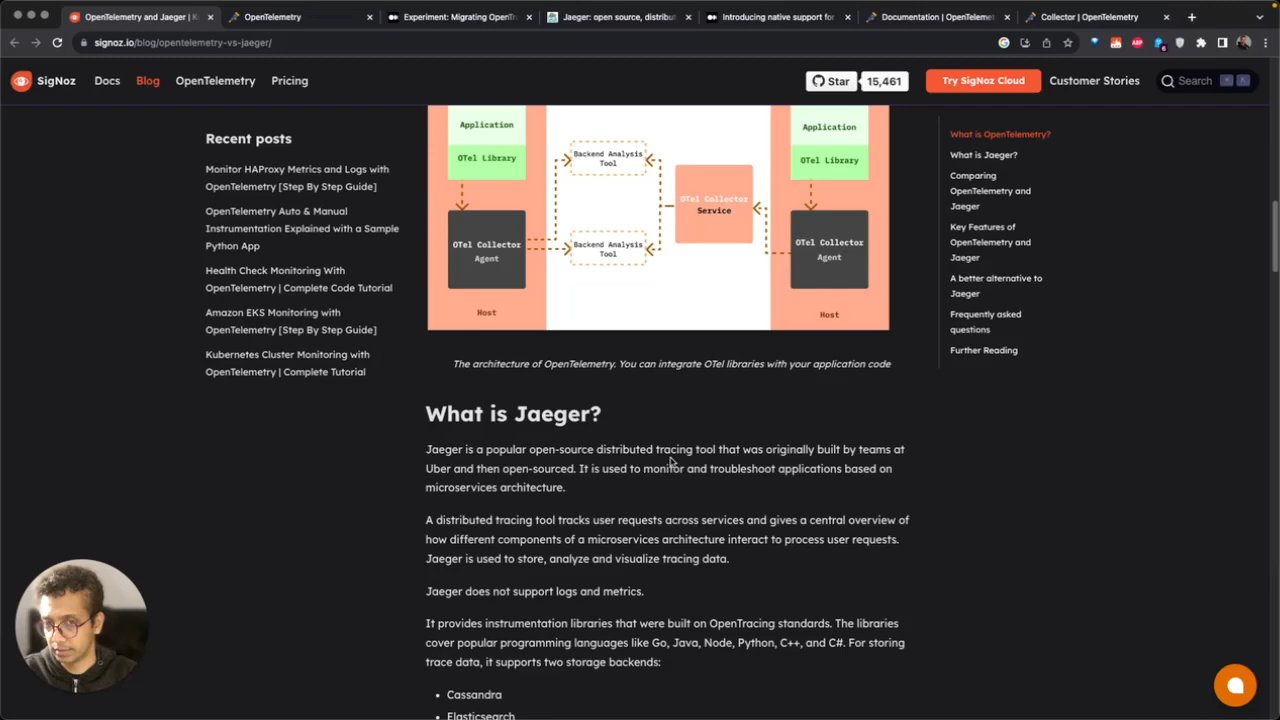 OpenTelemetry and Jaeger | K
OpenTelemetry
Experiment: Migrating OpenTr
Jaeger: open source, distribut
Introducing native support for
Documentation | OpenTeleme
Collector | OpenTelemetry
signoz.io/blog/opentelemetry-vs-jaeger/
SigNoz
Docs
Blog
OpenTelemetry
Pricing
Star
15,461
Try SigNoz Cloud
Customer Stories
Search
Recent posts
Monitor HAProxy Metrics and Logs with
OpenTelemetry [Step By Step Guide]
OpenTelemetry Auto & Manual
Instrumentation Explained with a Sample
Python App
Health Check Monitoring With
OpenTelemetry | Complete Code Tutorial
Amazon EKS Monitoring with
OpenTelemetry [Step By Step Guide]
Kubernetes Cluster Monitoring with
OpenTelemetry | Complete Tutorial
Application
OTel Library
OTel Collector
Agent
Host
Backend Analysis
Tool
Backend Analysis
Tool
OTel Collector
Service
Application
OTel Library
OTel Collector
Agent
Host
The architecture of OpenTelemetry. You can integrate OTel libraries with your application code
What is Jaeger?
Jaeger is a popular open-source distributed tracing tool that was originally built by teams at
Uber and then open-sourced. It is used to monitor and troubleshoot applications based on
microservices architecture.
A distributed tracing tool tracks user requests across services and gives a central overview of
how different components of a microservices architecture interact to process user requests.
Jaeger is used to store, analyze and visualize tracing data.
Jaeger does not support logs and metrics.
It provides instrumentation libraries that were built on OpenTracing standards. The libraries
cover popular programming languages like Go, Java, Node, Python, C++, and C#. For storing
trace data, it supports two storage backends:
• Cassandra
• Elasticsearch
What is OpenTelemetry?
What is Jaeger?
Comparing
OpenTelemetry and
Jaeger
Key Features of
OpenTelemetry and
Jaeger
A better alternative to
Jaeger
Frequently asked
questions
Further Reading